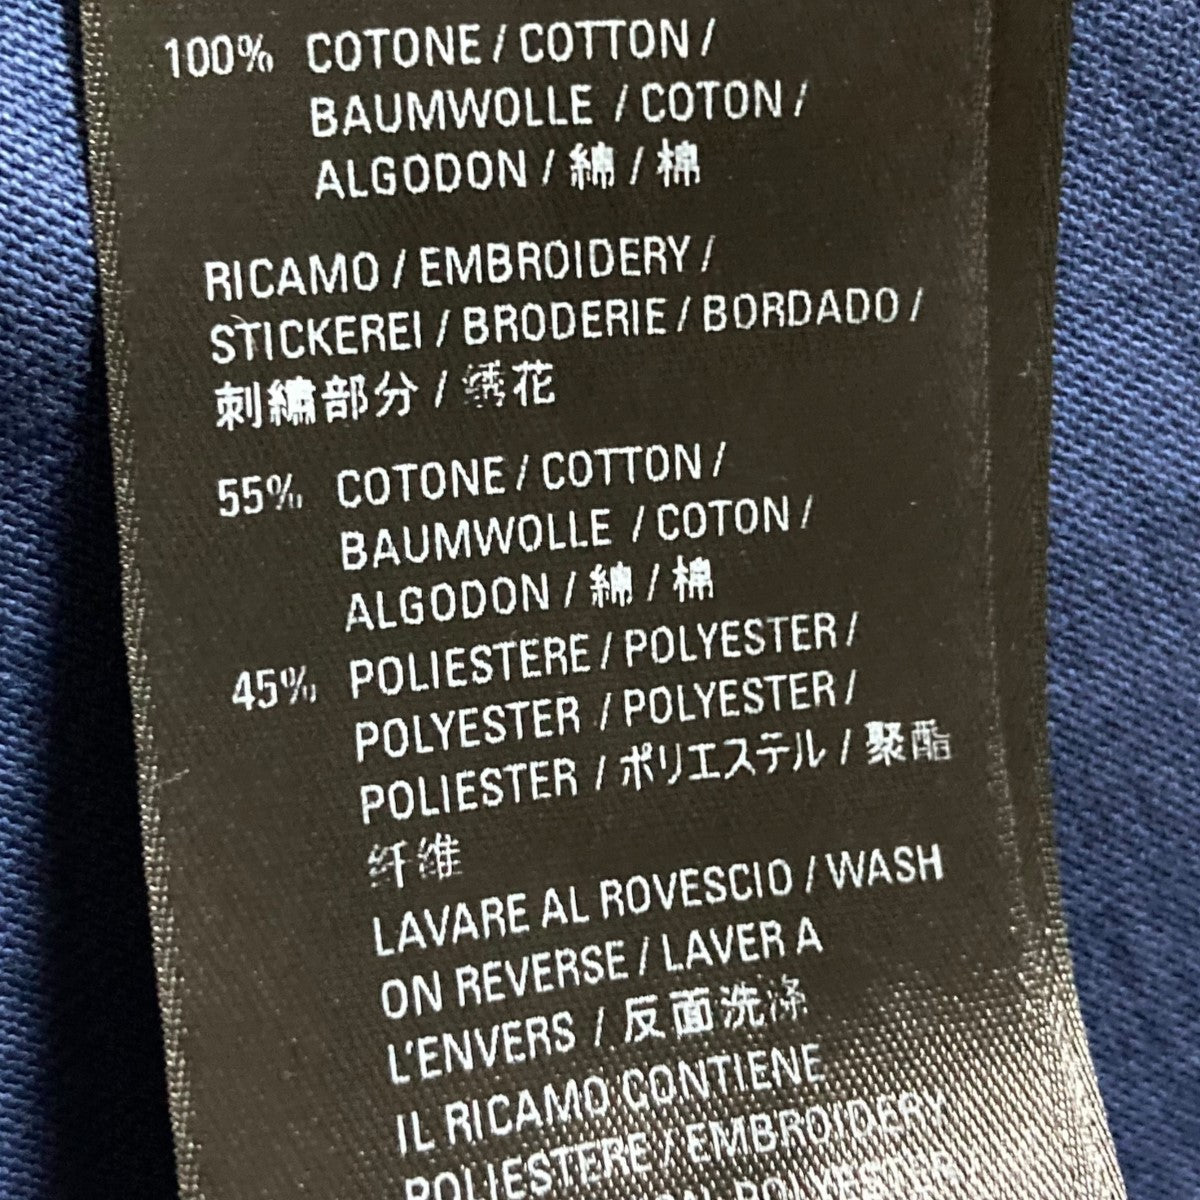 100% COTONE / COTTON /
BAUMWOLLE / COTON /
ALGODON / 綿 / 棉
RICAMO / EMBROIDERY /
STICKEREI / BRODERIE / BORDADO /
刺繍部分 / 绣花
55% COTONE / COTTON /
BAUMWOLLE / COTON /
ALGODON / 綿 / 棉
45% POLIESTERE / POLYESTER /
POLYESTER / POLYESTER /
POLIESTER / ポリエステル / 聚酯
纤维
LAVARE AL ROVESCIO / WASH
ON REVERSE / LAVER A
L'ENVERS / 反面洗涤
IL RICAMO CONTIENE
POLIESTERE / EMBROIDERY
POLYESTER /